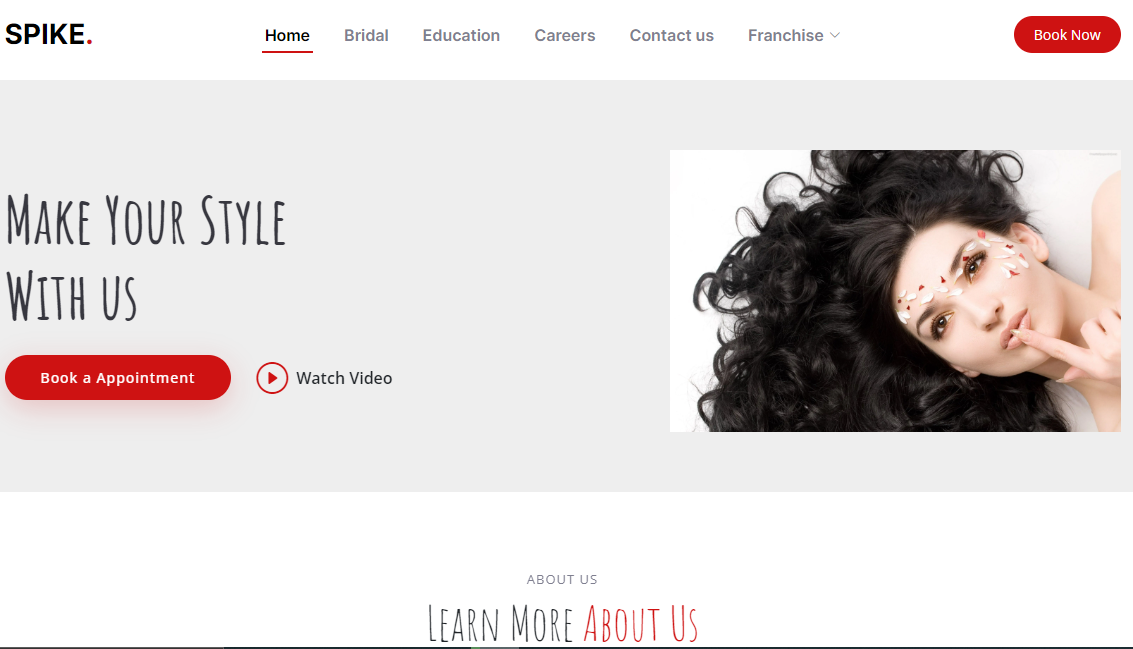 SPIKE.
Home Bridal Education Careers Contact us Franchise
Book Now
Make Your Style
With us
Book a Appointment
Watch Video
ABOUT US
Learn More About Us